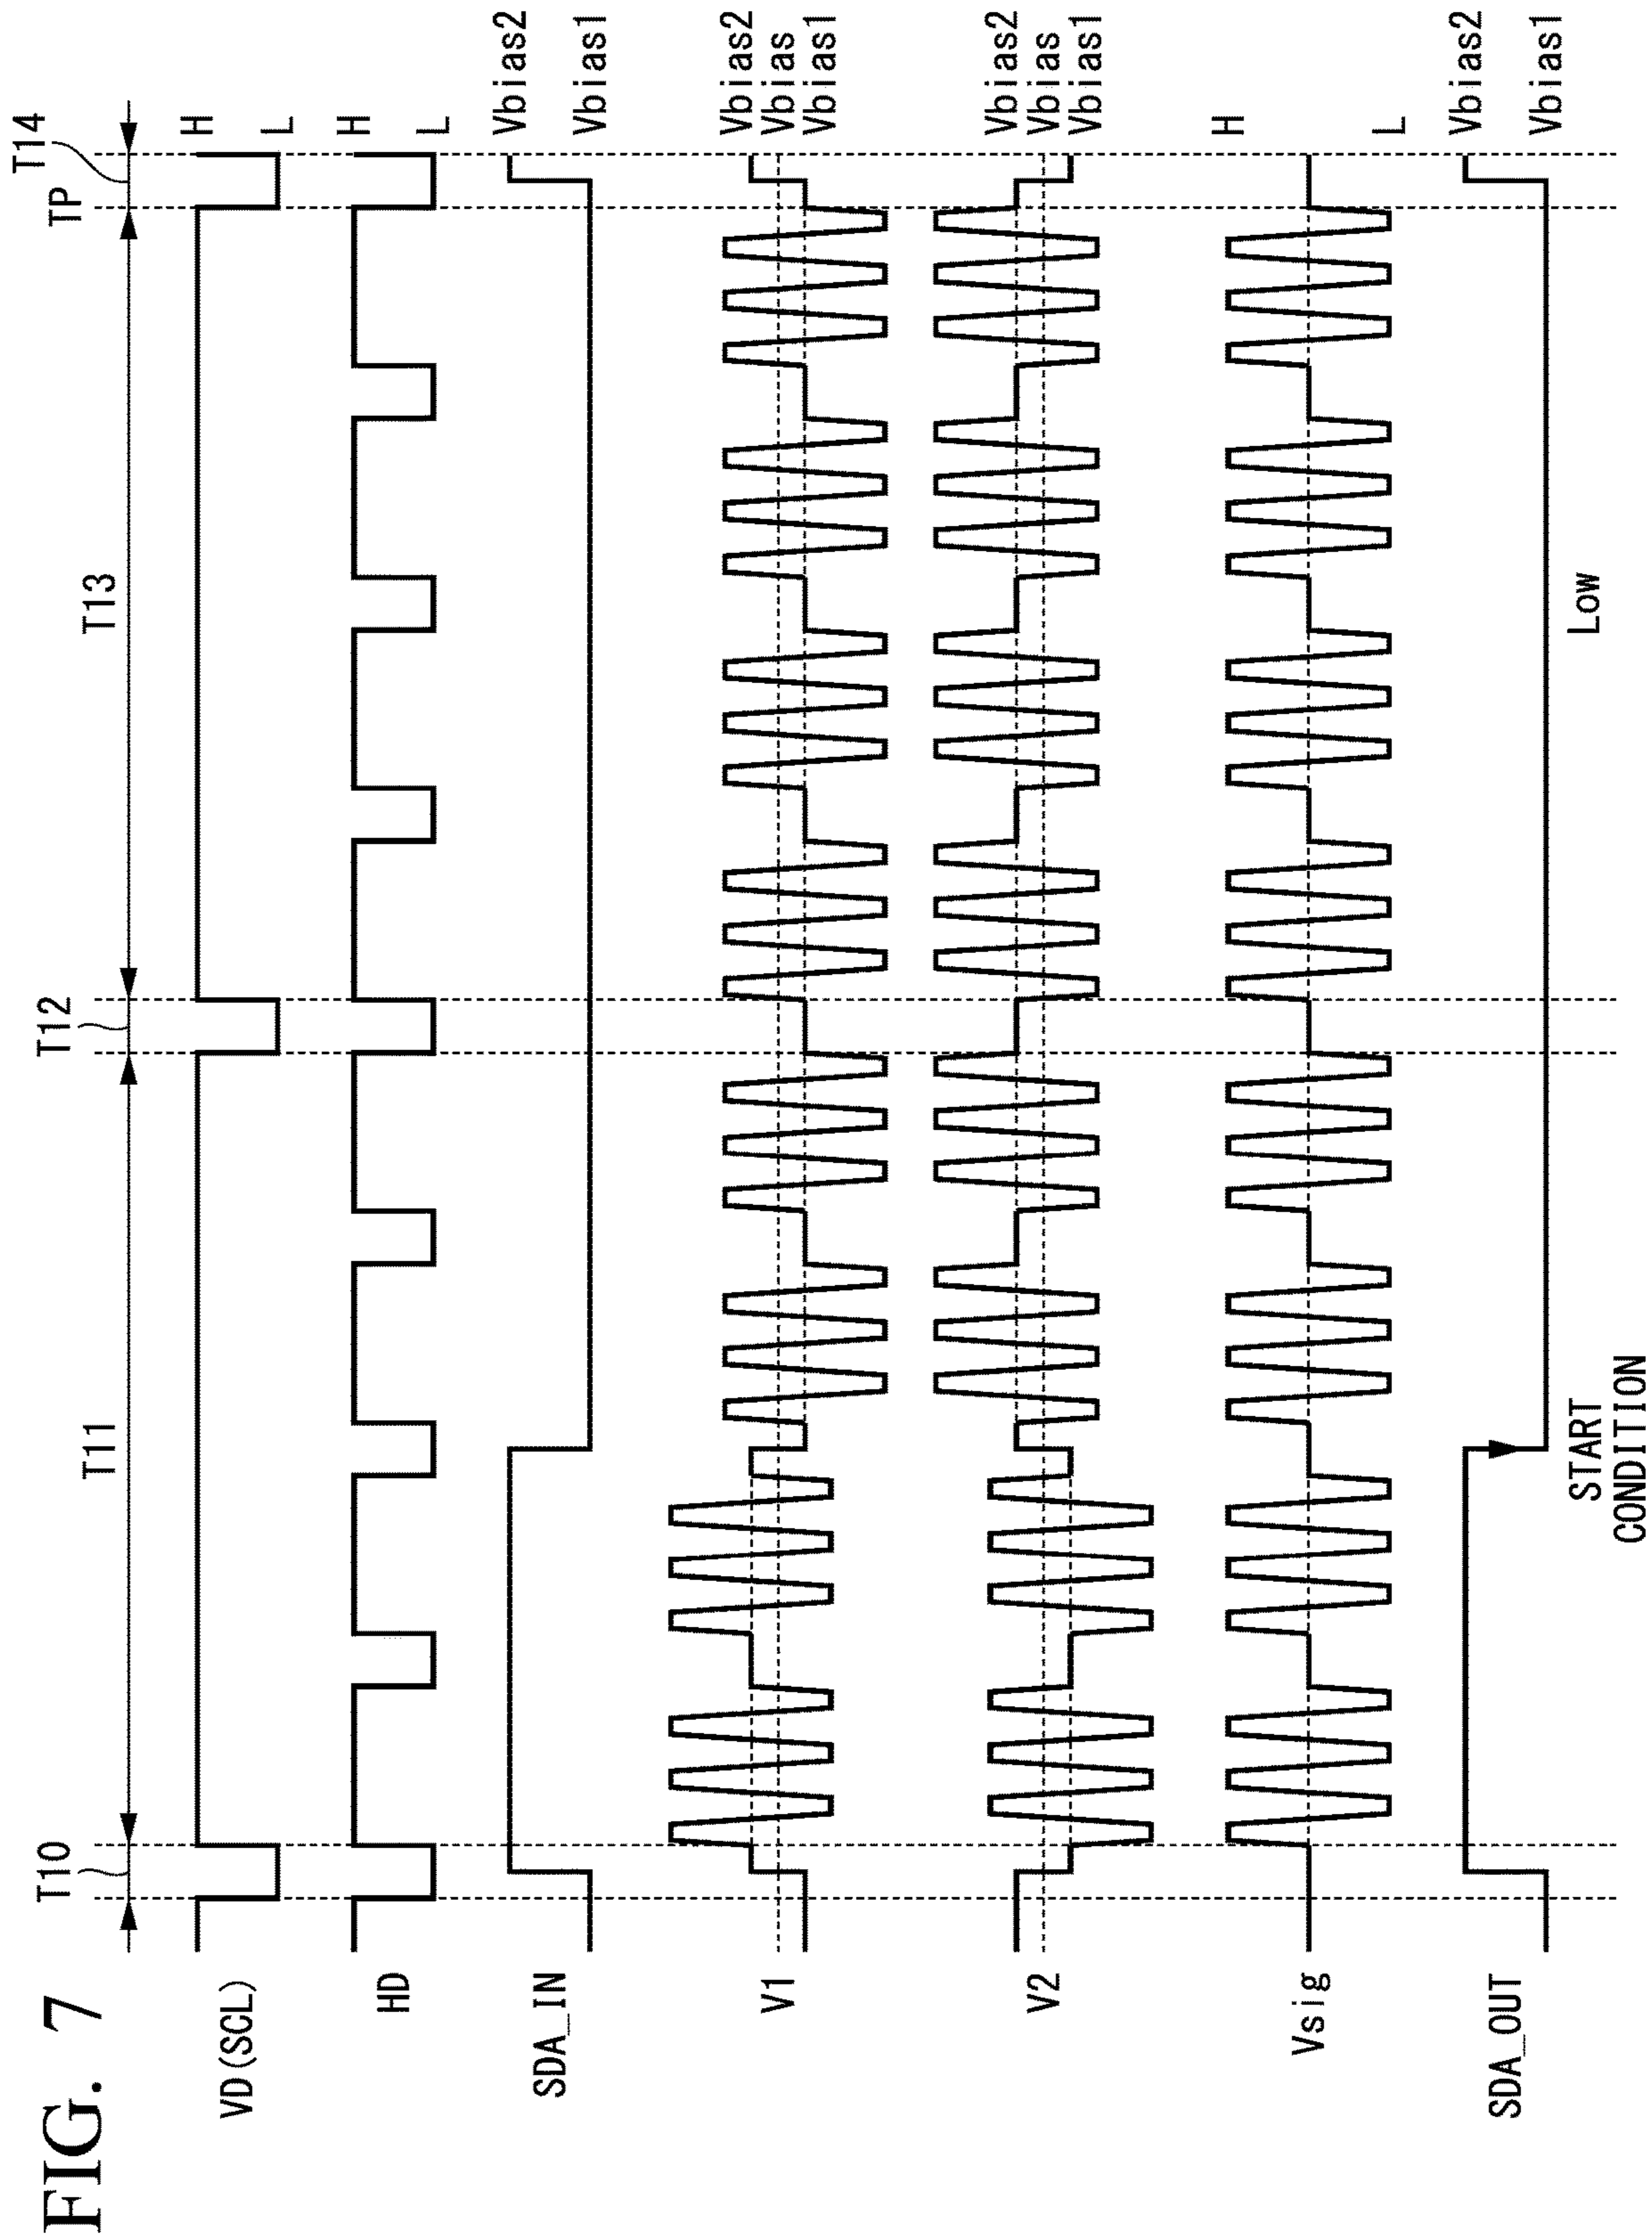 FIG. 7
T10
T11
T12
T13
TP
T14
VD(SCL)
H
L
HD
H
L
SDA_IN
Vbias2
Vbias1
V1
Vbias2
Vbias
Vbias1
V2
Vbias2
Vbias
Vbias1
Vsig
H
L
SDA_OUT
Vbias2
Vbias1
START
CONDITION
Low